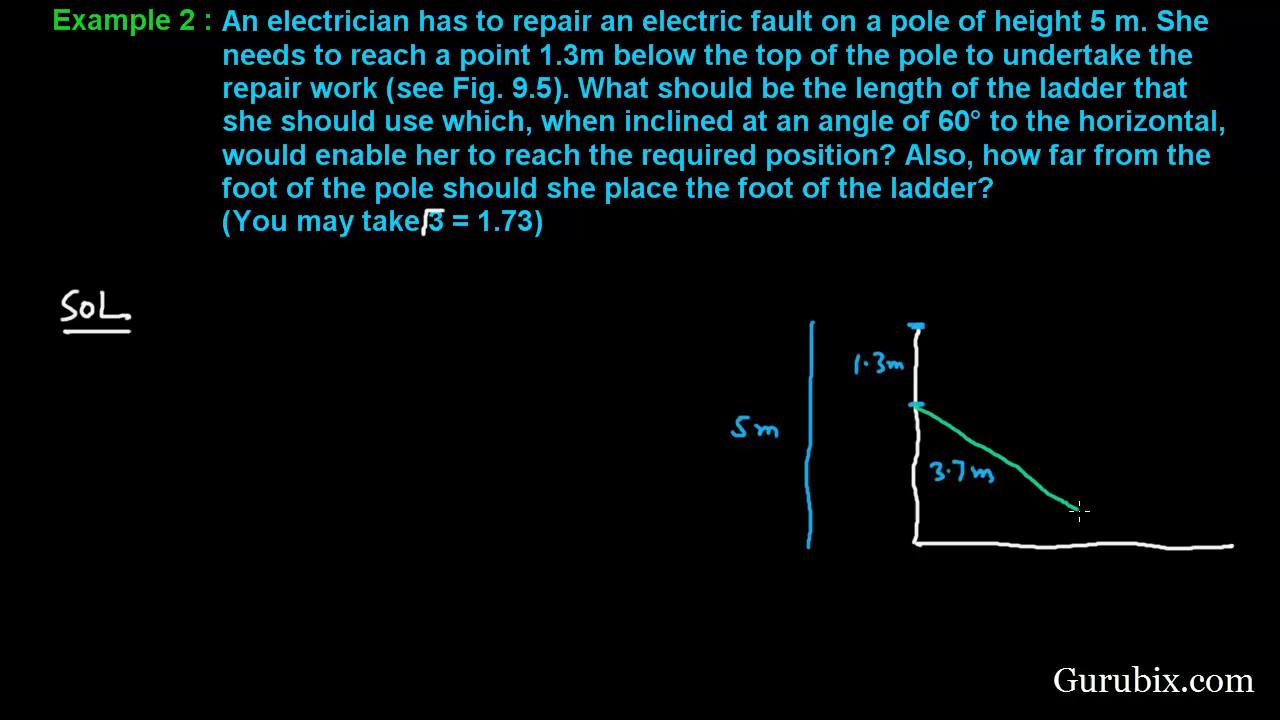 Example 2 : An electrician has to repair an electric fault on a pole of height 5 m. She
needs to reach a point 1.3m below the top of the pole to undertake the
repair work (see Fig. 9.5). What should be the length of the ladder that
she should use which, when inclined at an angle of 60° to the horizontal,
would enable her to reach the required position? Also, how far from the
foot of the pole should she place the foot of the ladder?
(You may take √3 = 1.73)
SOL
1.3m
5m
3.7m
Gurubix.com